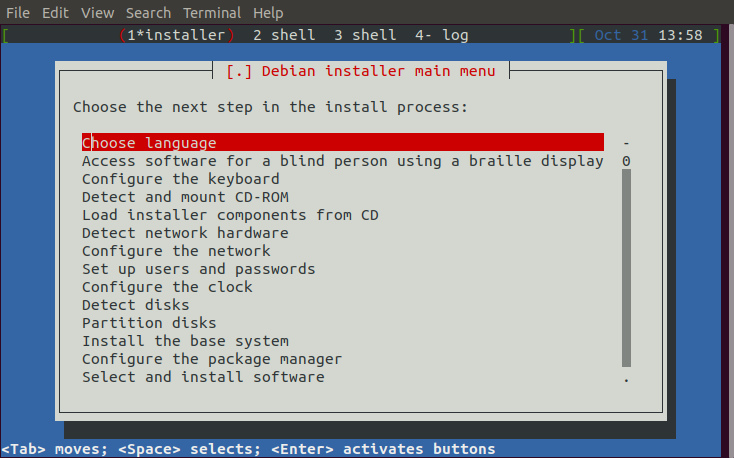 File Edit View Search Terminal Help
[ (1*installer) 2 shell 3 shell 4- log ][ Oct 31 13:58 ]
[.] Debian installer main menu
Choose the next step in the install process:
Choose language -
Access software for a blind person using a braille display 0
Configure the keyboard
Detect and mount CD-ROM
Load installer components from CD
Detect network hardware
Configure the network
Set up users and passwords
Configure the clock
Detect disks
Partition disks
Install the base system
Configure the package manager
Select and install software .
<Tab> moves; <Space> selects; <Enter> activates buttons